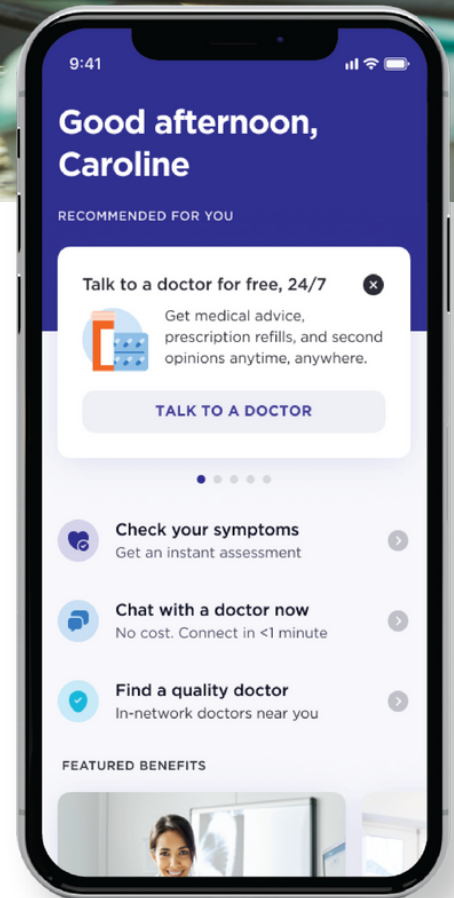 9:41
Good afternoon,
Caroline
RECOMMENDED FOR YOU
Talk to a doctor for free, 24/7
Get medical advice,
prescription refills, and second
opinions anytime, anywhere.
TALK TO A DOCTOR
Check your symptoms
Get an instant assessment
Chat with a doctor now
No cost. Connect in <1 minute
Find a quality doctor
In-network doctors near you
FEATURED BENEFITS